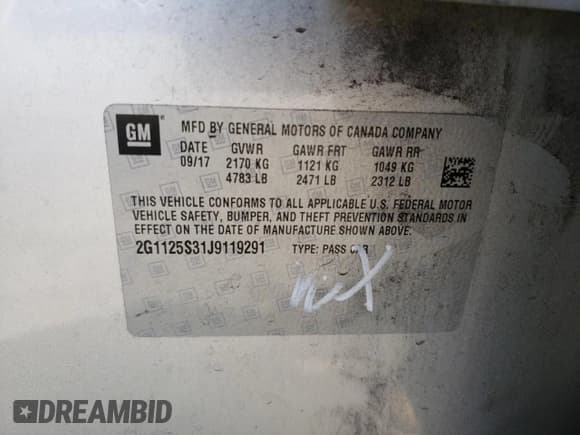 GM
MFD BY GENERAL MOTORS OF CANADA COMPANY
DATE GVWR GAWR FRT GAWR RR
09/17 2170 KG 1121 KG 1049 KG
4783 LB 2471 LB 2312 LB
THIS VEHICLE CONFORMS TO ALL APPLICABLE U.S. FEDERAL MOTOR
VEHICLE SAFETY, BUMPER, AND THEFT PREVENTION STANDARDS IN
EFFECT ON THE DATE OF MANUFACTURE SHOWN ABOVE.
2G1125S31J9119291 TYPE: PASS CAR
DREAMBID